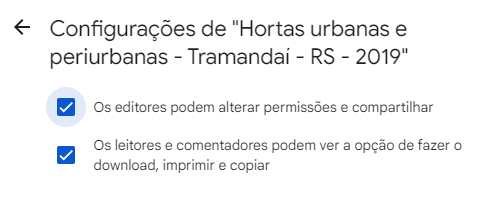 Configurações de "Hortas urbanas e
periurbanas - Tramandaí - RS - 2019"
Os editores podem alterar permissões e compartilhar
Os leitores e comentadores podem ver a opção de fazer o
download, imprimir e copiar